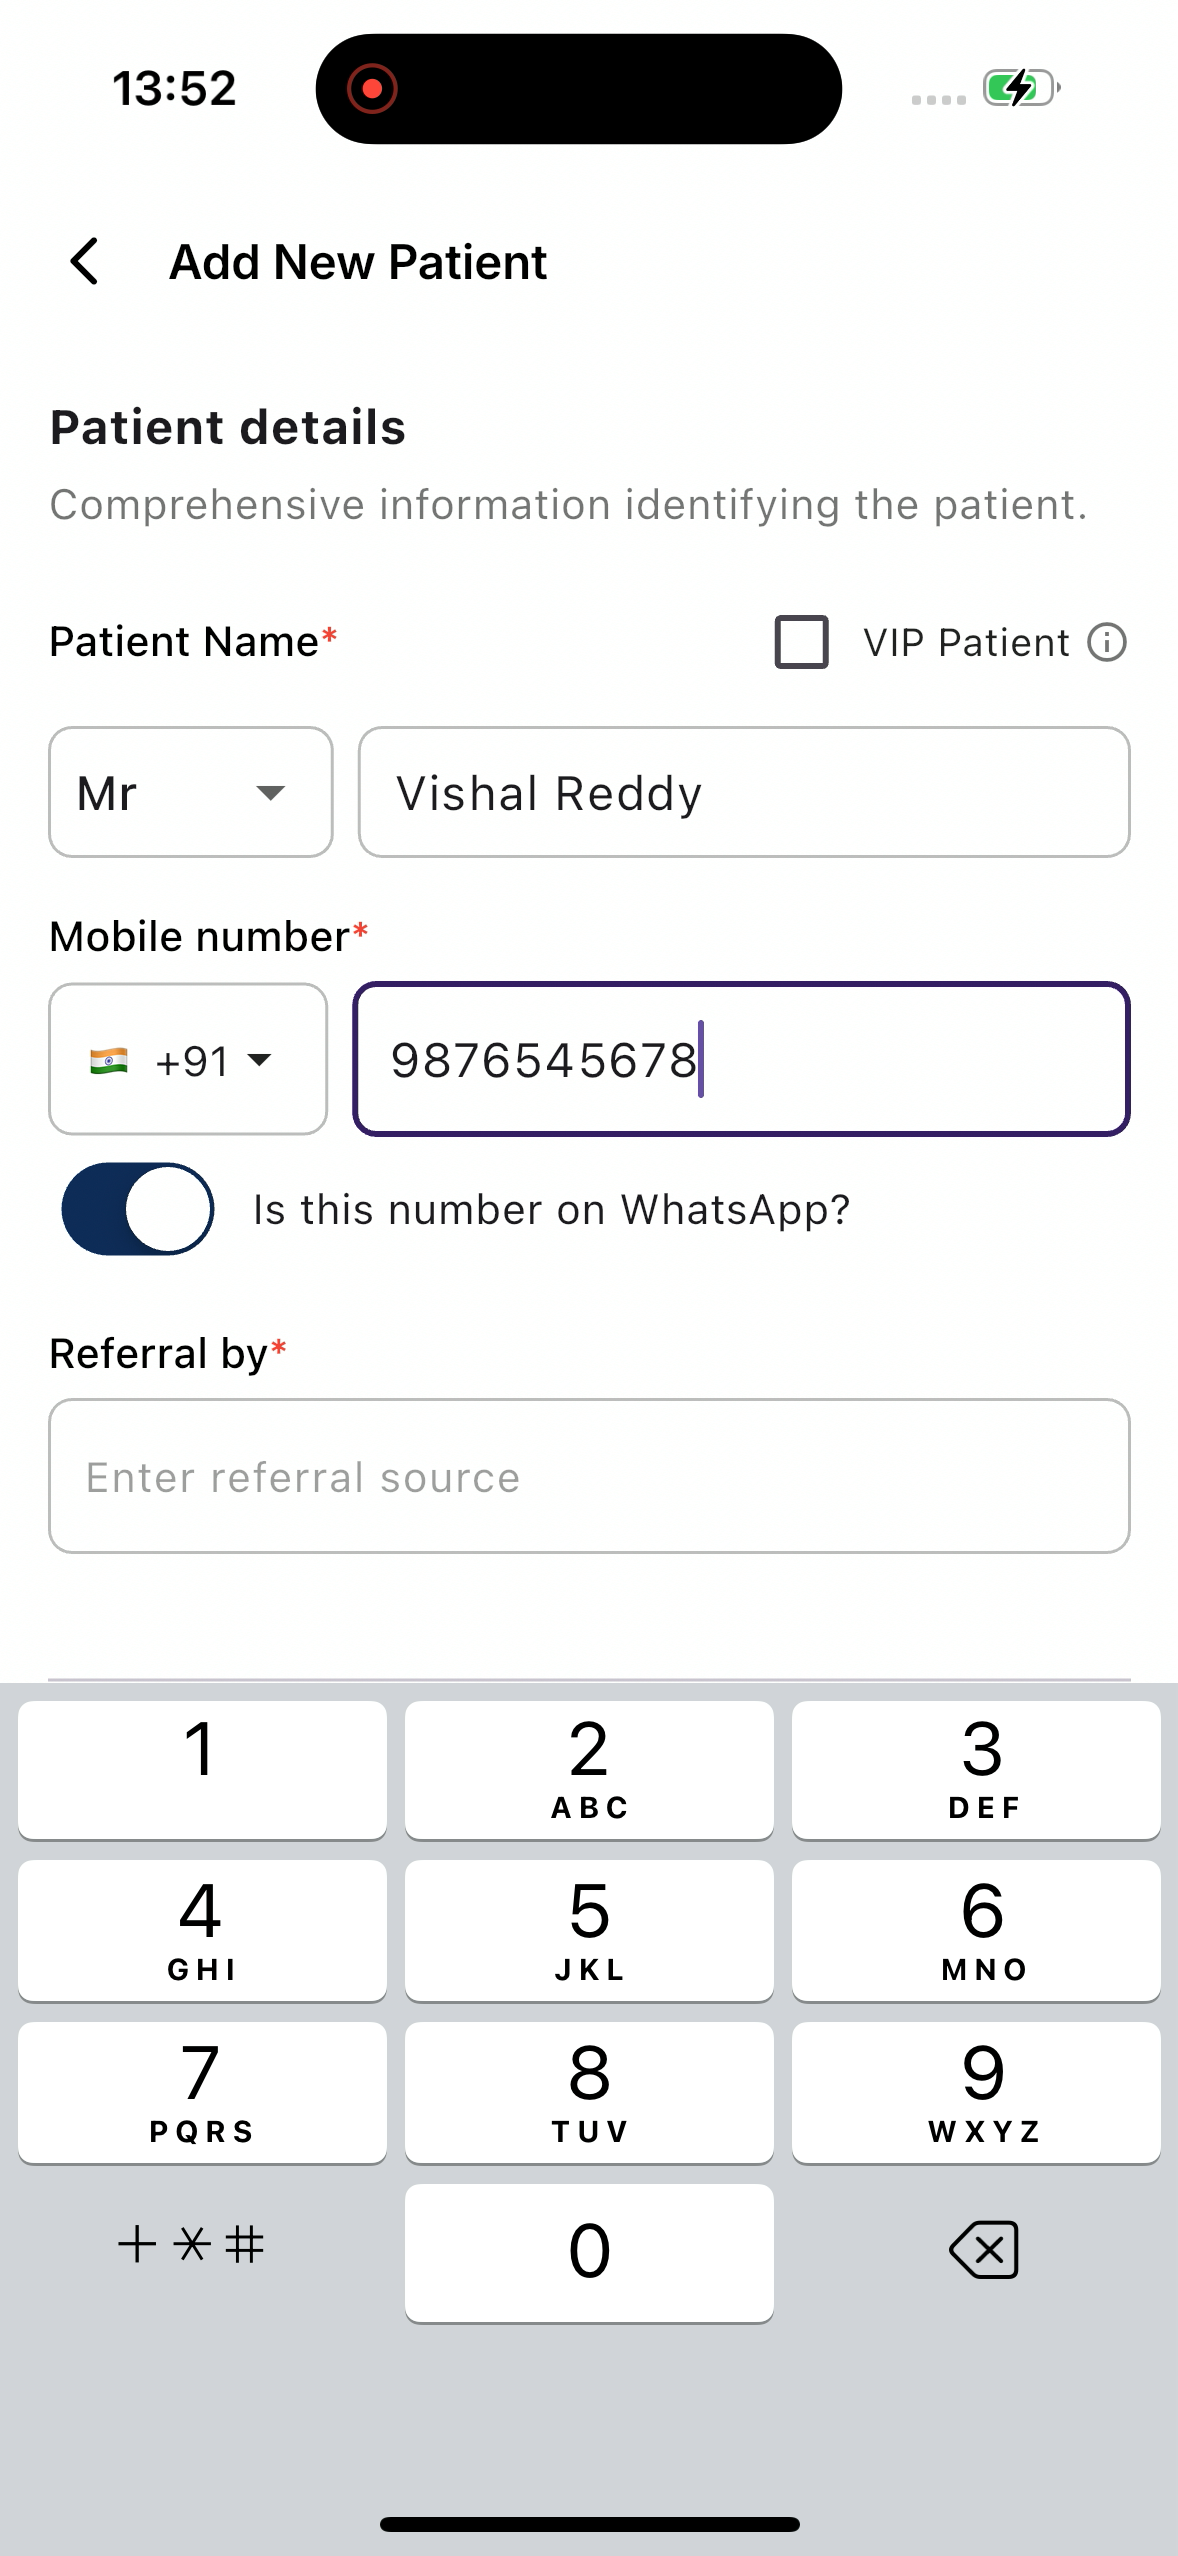 13:52
Add New Patient
Patient details
Comprehensive information identifying the patient.
Patient Name*
VIP Patient
Mr
Vishal Reddy
Mobile number*
+91
9876545678
Is this number on WhatsApp?
Referral by*
Enter referral source
1
2
3
ABC
DEF
4
5
6
GHI
JKL
MNO
7
8
9
PQRS
TUV
WXYZ
+*#
0